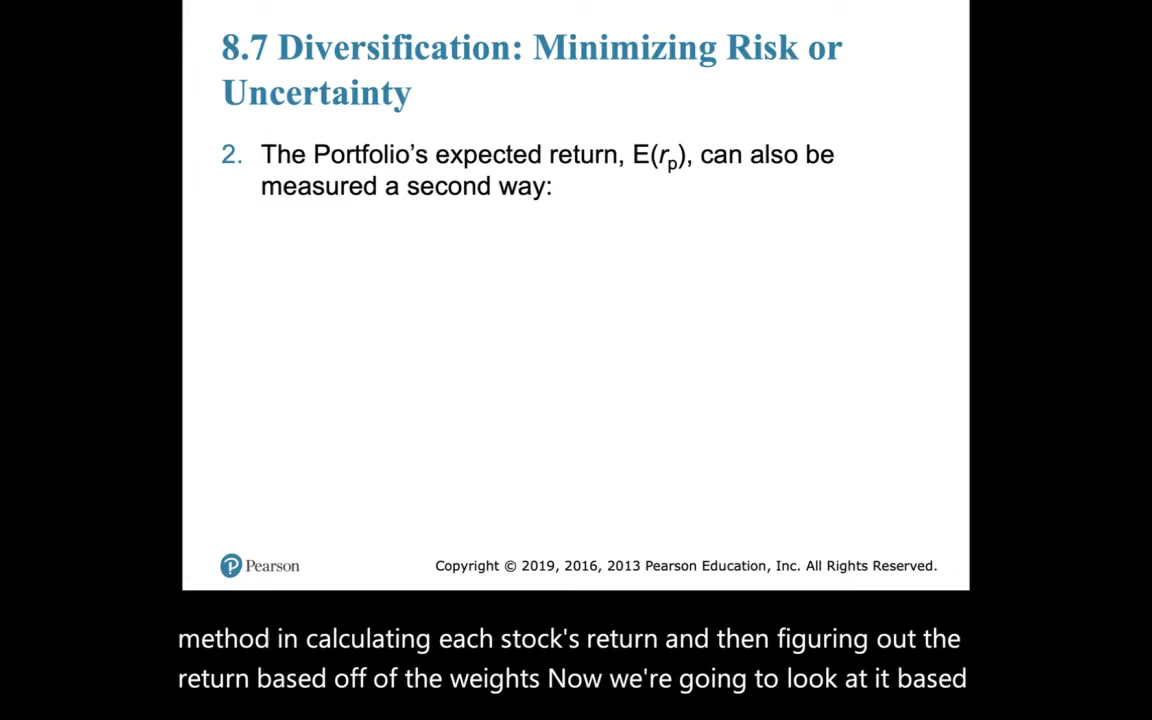 8.7 Diversification: Minimizing Risk or
Uncertainty
2. The Portfolio's expected return, E(rp), can also be
measured a second way:
Pearson
Copyright © 2019, 2016, 2013 Pearson Education, Inc. All Rights Reserved.
method in calculating each stock's return and then figuring out the
return based off of the weights Now we're going to look at it based